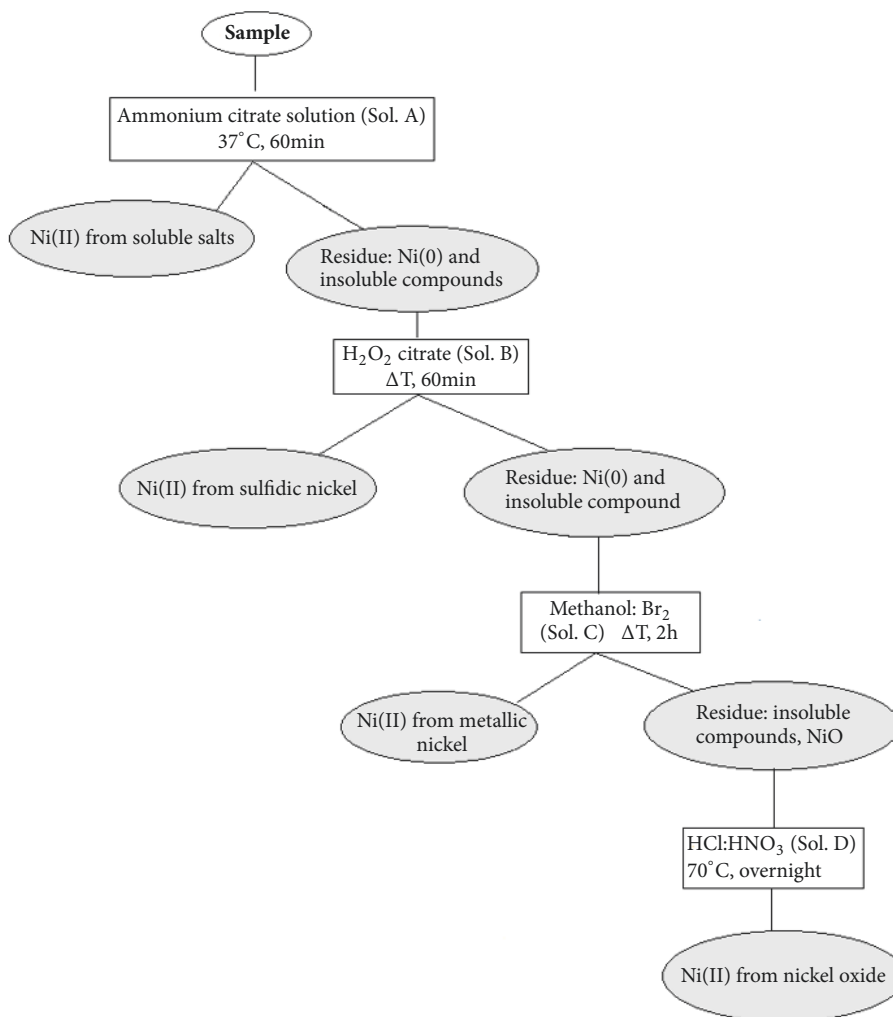 Sample
Ammonium citrate solution (Sol. A)
37°C, 60min
Ni(II) from soluble salts
Residue: Ni(0) and
insoluble compounds
H₂O₂ citrate (Sol. B)
ΔT, 60min
Ni(II) from sulfidic nickel
Residue: Ni(0) and
insoluble compound
Methanol: Br₂
(Sol. C) ΔT, 2h
Ni(II) from metallic
nickel
Residue: insoluble
compounds, NiO
HCl:HNO₃ (Sol. D)
70°C, overnight
Ni(II) from nickel oxide